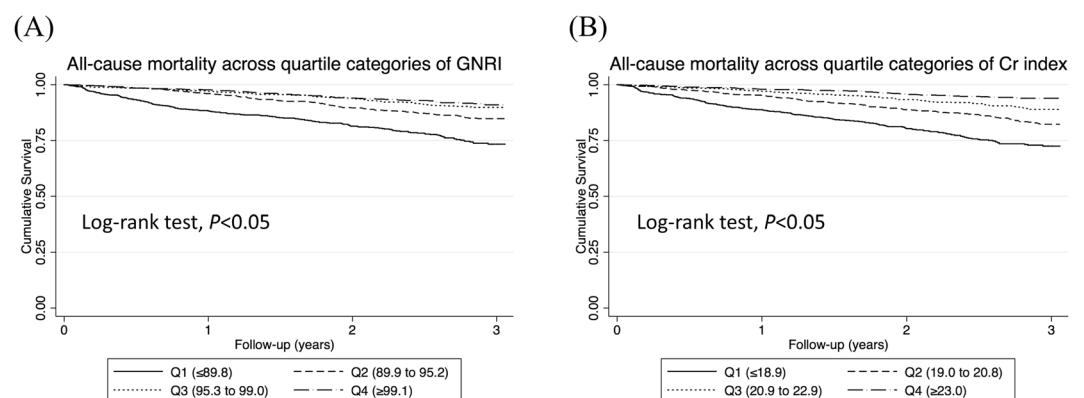 (A)
All-cause mortality across quartile categories of GNRI
Cumulative Survival
1.00
0.75
0.50
0.25
0.00
Log-rank test, P<0.05
0 1 2 3
Follow-up (years)
Q1 (≤89.8) Q2 (89.9 to 95.2)
Q3 (95.3 to 99.0) Q4 (≥99.1)
(B)
All-cause mortality across quartile categories of Cr index
Cumulative Survival
1.00
0.75
0.50
0.25
0.00
Log-rank test, P<0.05
0 1 2 3
Follow-up (years)
Q1 (≤18.9) Q2 (19.0 to 20.8)
Q3 (20.9 to 22.9) Q4 (≥23.0)